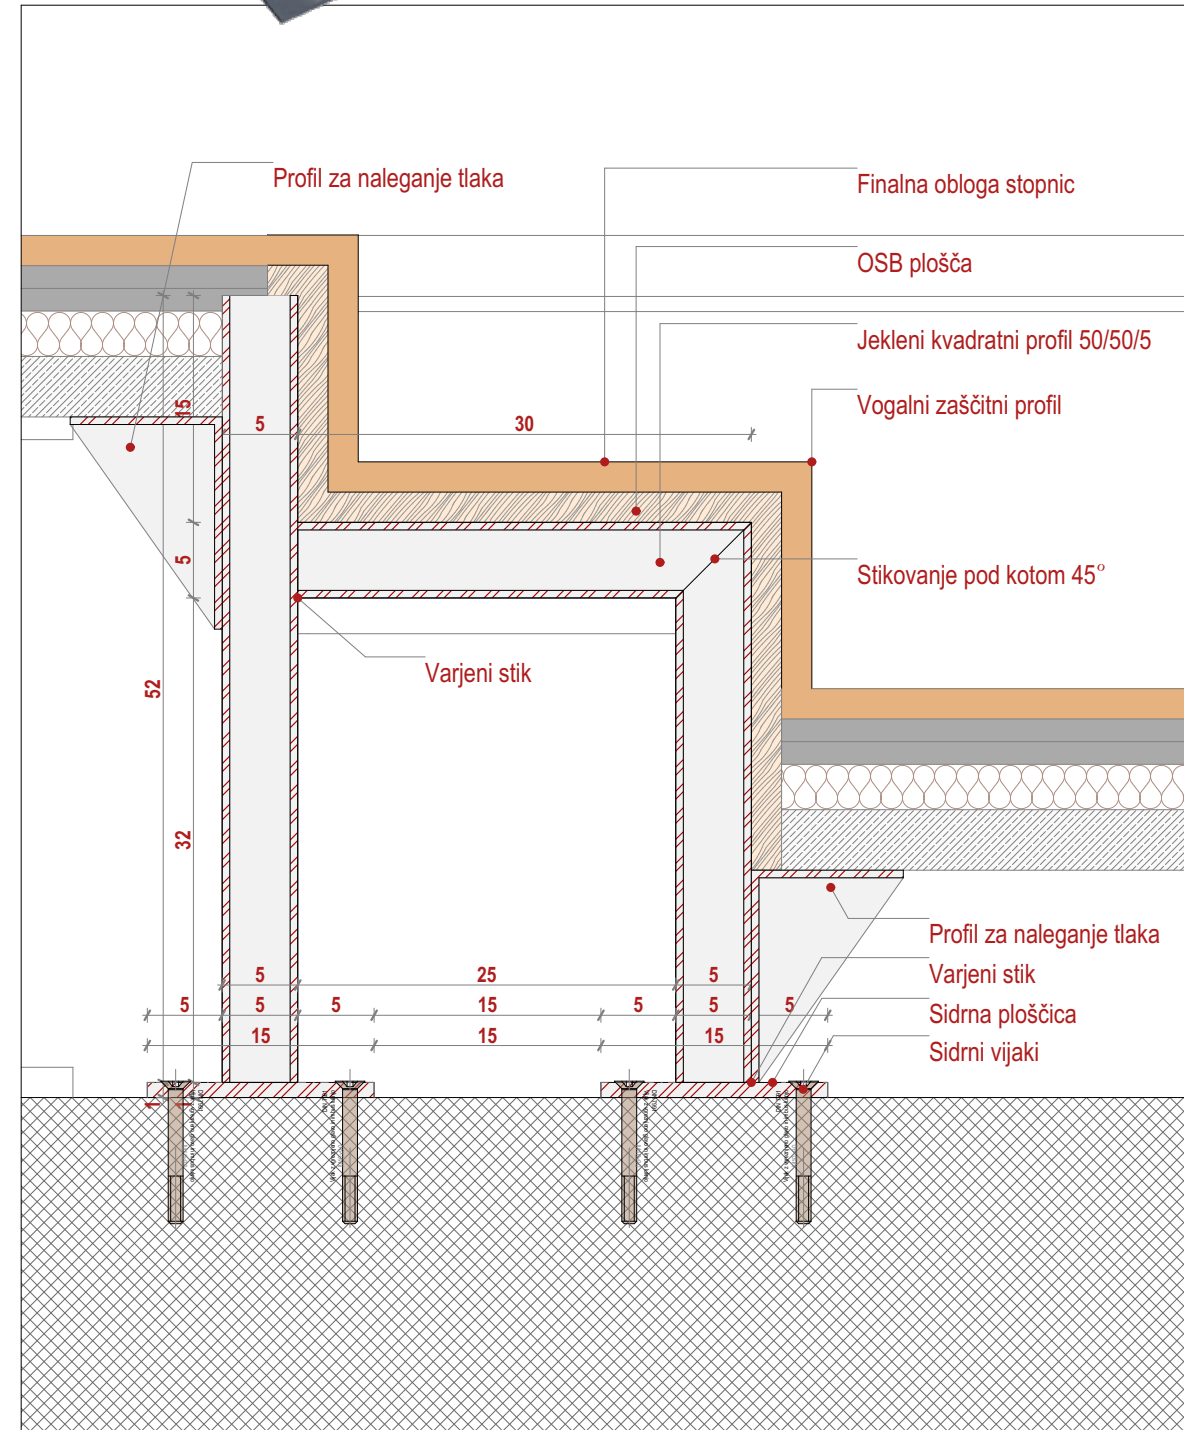 Profil za naleganje tlaka
Finalna obloga stopnic
OSB plošča
Jekleni kvadratni profil 50/50/5
Vogalni zaščitni profil
15
5
30
Stikovanje pod kotom 45°
5
Varjeni stik
52
32
Profil za naleganje tlaka
Varjeni stik
Sidrna ploščica
Sidrni vijaki
5
25
5
5
5
5
15
5
5
5
15
15
15
1
1